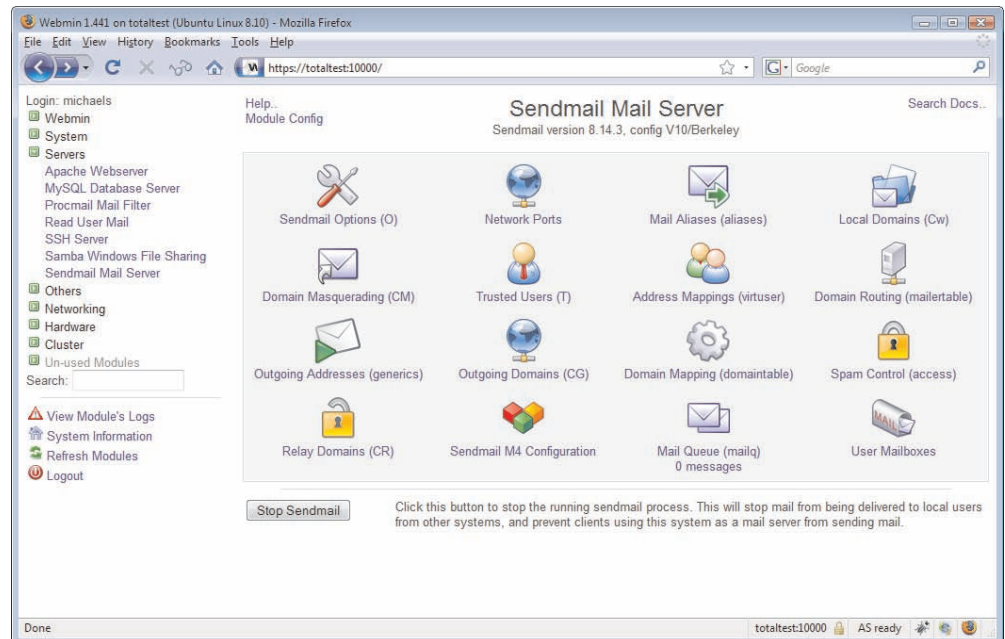 Webmin 1.441 on totaltest (Ubuntu Linux 8.10) - Mozilla Firefox
File Edit View History Bookmarks Tools Help
https://totaltest:10000/
Google
Login: michaels
Webmin
System
Servers
Apache Webserver
MySQL Database Server
Procmail Mail Filter
Read User Mail
SSH Server
Samba Windows File Sharing
Sendmail Mail Server
Others
Networking
Hardware
Cluster
Un-used Modules
Search:
View Module's Logs
System Information
Refresh Modules
Logout
Help..
Module Config
Sendmail Mail Server
Sendmail version 8.14.3, config V10/Berkeley
Search Docs..
Sendmail Options (O)
Network Ports
Mail Aliases (aliases)
Local Domains (Cw)
Domain Masquerading (CM)
Trusted Users (T)
Address Mappings (virtuser)
Domain Routing (mailertable)
Outgoing Addresses (generics)
Outgoing Domains (CG)
Domain Mapping (domaintable)
Spam Control (access)
Relay Domains (CR)
Sendmail M4 Configuration
Mail Queue (mailq)
0 messages
MAIL
User Mailboxes
Stop Sendmail
Click this button to stop the running sendmail process. This will stop mail from being delivered to local users
from other systems, and prevent clients using this system as a mail server from sending mail.
Done
totaltest:10000
AS ready